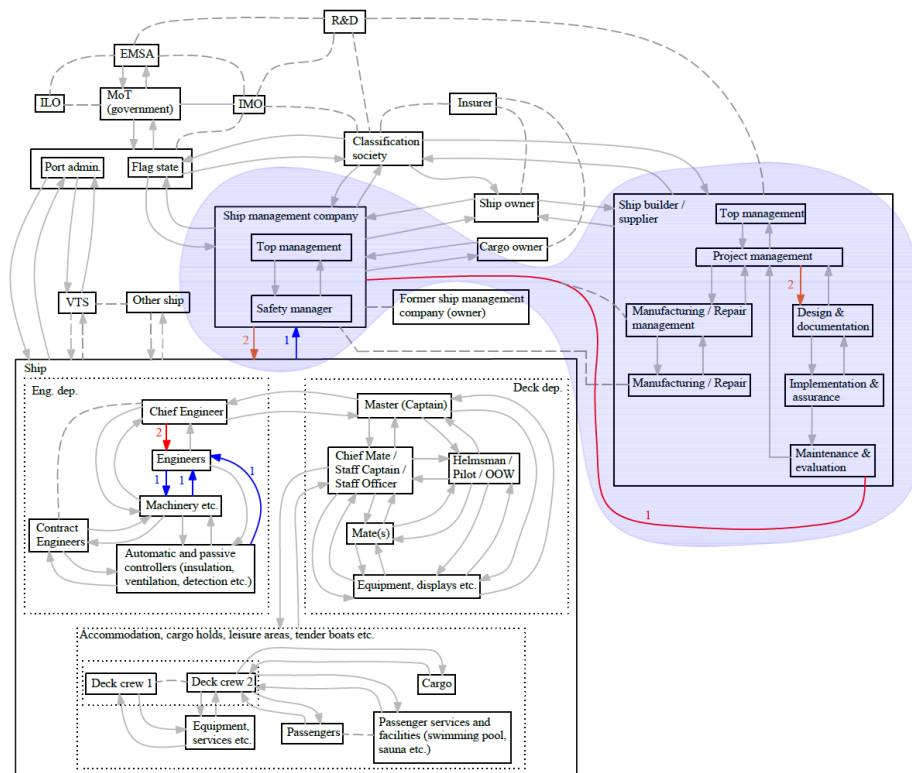 R&D
EMSA
ILO
MoT
(government)
IMO
Insurer
Classification
society
Port admin.
Flag state
Ship management company
Top management
Safety manager
Ship owner
Cargo owner
Former ship management
company (owner)
Ship builder /
supplier
Top management
Project management
2
Manufacturing / Repair
management
Design &
documentation
Manufacturing / Repair
Implementation &
assurance
Maintenance &
evaluation
1
VTS
Other ship
2
1
Ship
Eng. dep.
Chief Engineer
2
Engineers
1
1
1
Machinery etc.
Contract
Engineers
Automatic and passive
controllers (insulation,
ventilation, detection etc.)
Deck dep.
Master (Captain)
Chief Mate /
Staff Captain /
Staff Officer
Helmsman /
Pilot / OOW
Mate(s)
Equipment, displays etc.
Accommodation, cargo holds, leisure areas, tender boats etc.
Deck crew 1
Deck crew 2
Cargo
Equipment,
services etc.
Passengers
Passenger services and
facilities (swimming pool,
sauna etc.)